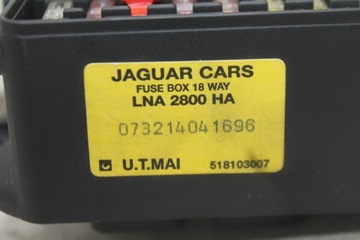 JAGUAR CARS
FUSE BOX 18 WAY
LNA 2800 HA
073214041696
U.T.MAI 518103007